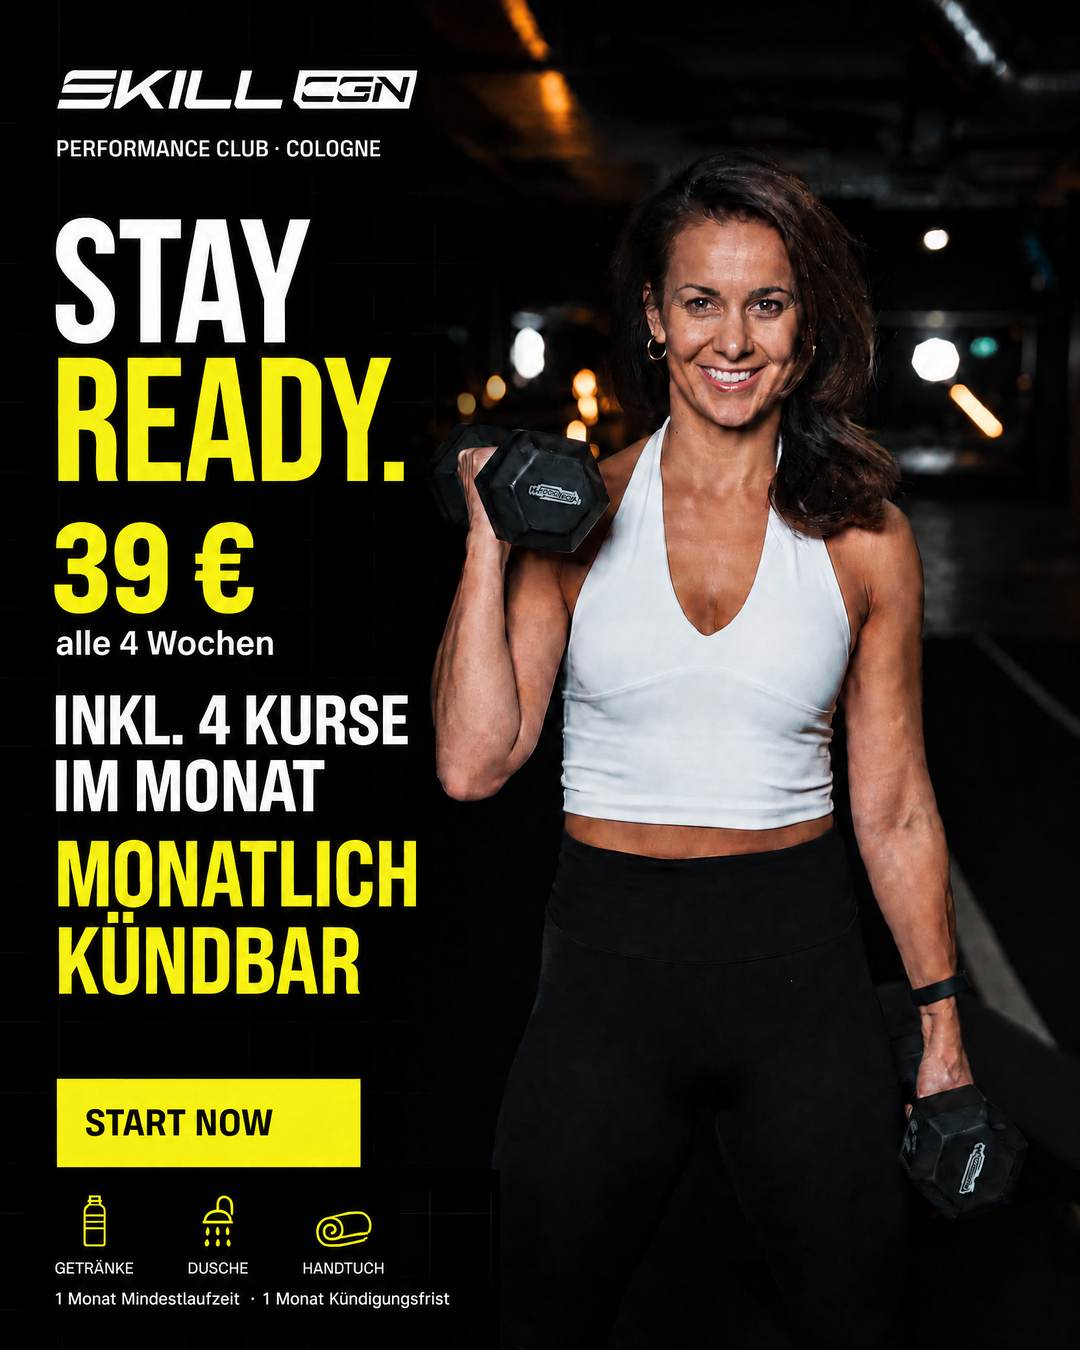 SKILL CGN
PERFORMANCE CLUB · COLOGNE
STAY
READY.
39 €
alle 4 Wochen
INKL. 4 KURSE
IM MONAT
MONATLICH
KÜNDBAR
START NOW
GETRÄNKE DUSCHE HANDTUCH
1 Monat Mindestlaufzeit · 1 Monat Kündigungsfrist